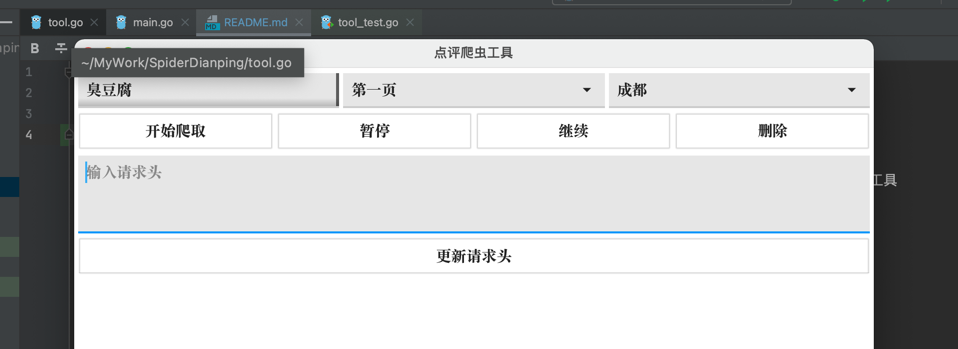 tool.go main.go README.md tool_test.go
B
点评爬虫工具
~/MyWork/SpiderDianping/tool.go
1
臭豆腐 第一页 成都
2
3
开始爬取 暂停 继续 删除
4
输入请求头
工具
更新请求头